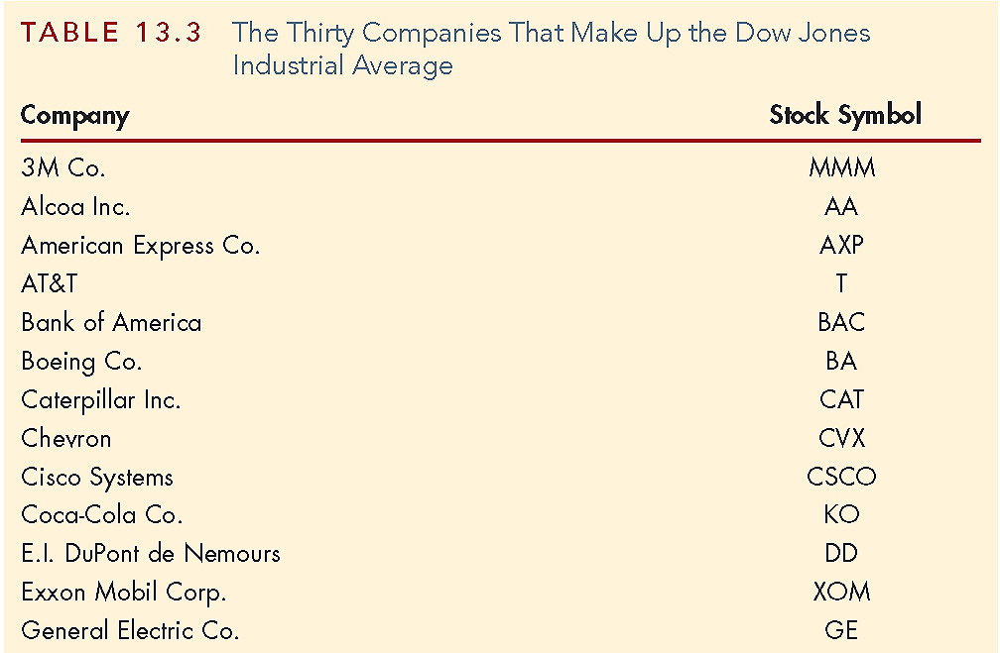 TABLE 13.3 The Thirty Companies That Make Up the Dow Jones
Industrial Average
Company Stock Symbol
3M Co. MMM
Alcoa Inc. AA
American Express Co. AXP
AT&T T
Bank of America BAC
Boeing Co. BA
Caterpillar Inc. CAT
Chevron CVX
Cisco Systems CSCO
Coca-Cola Co. KO
E.I. DuPont de Nemours DD
Exxon Mobil Corp. XOM
General Electric Co. GE